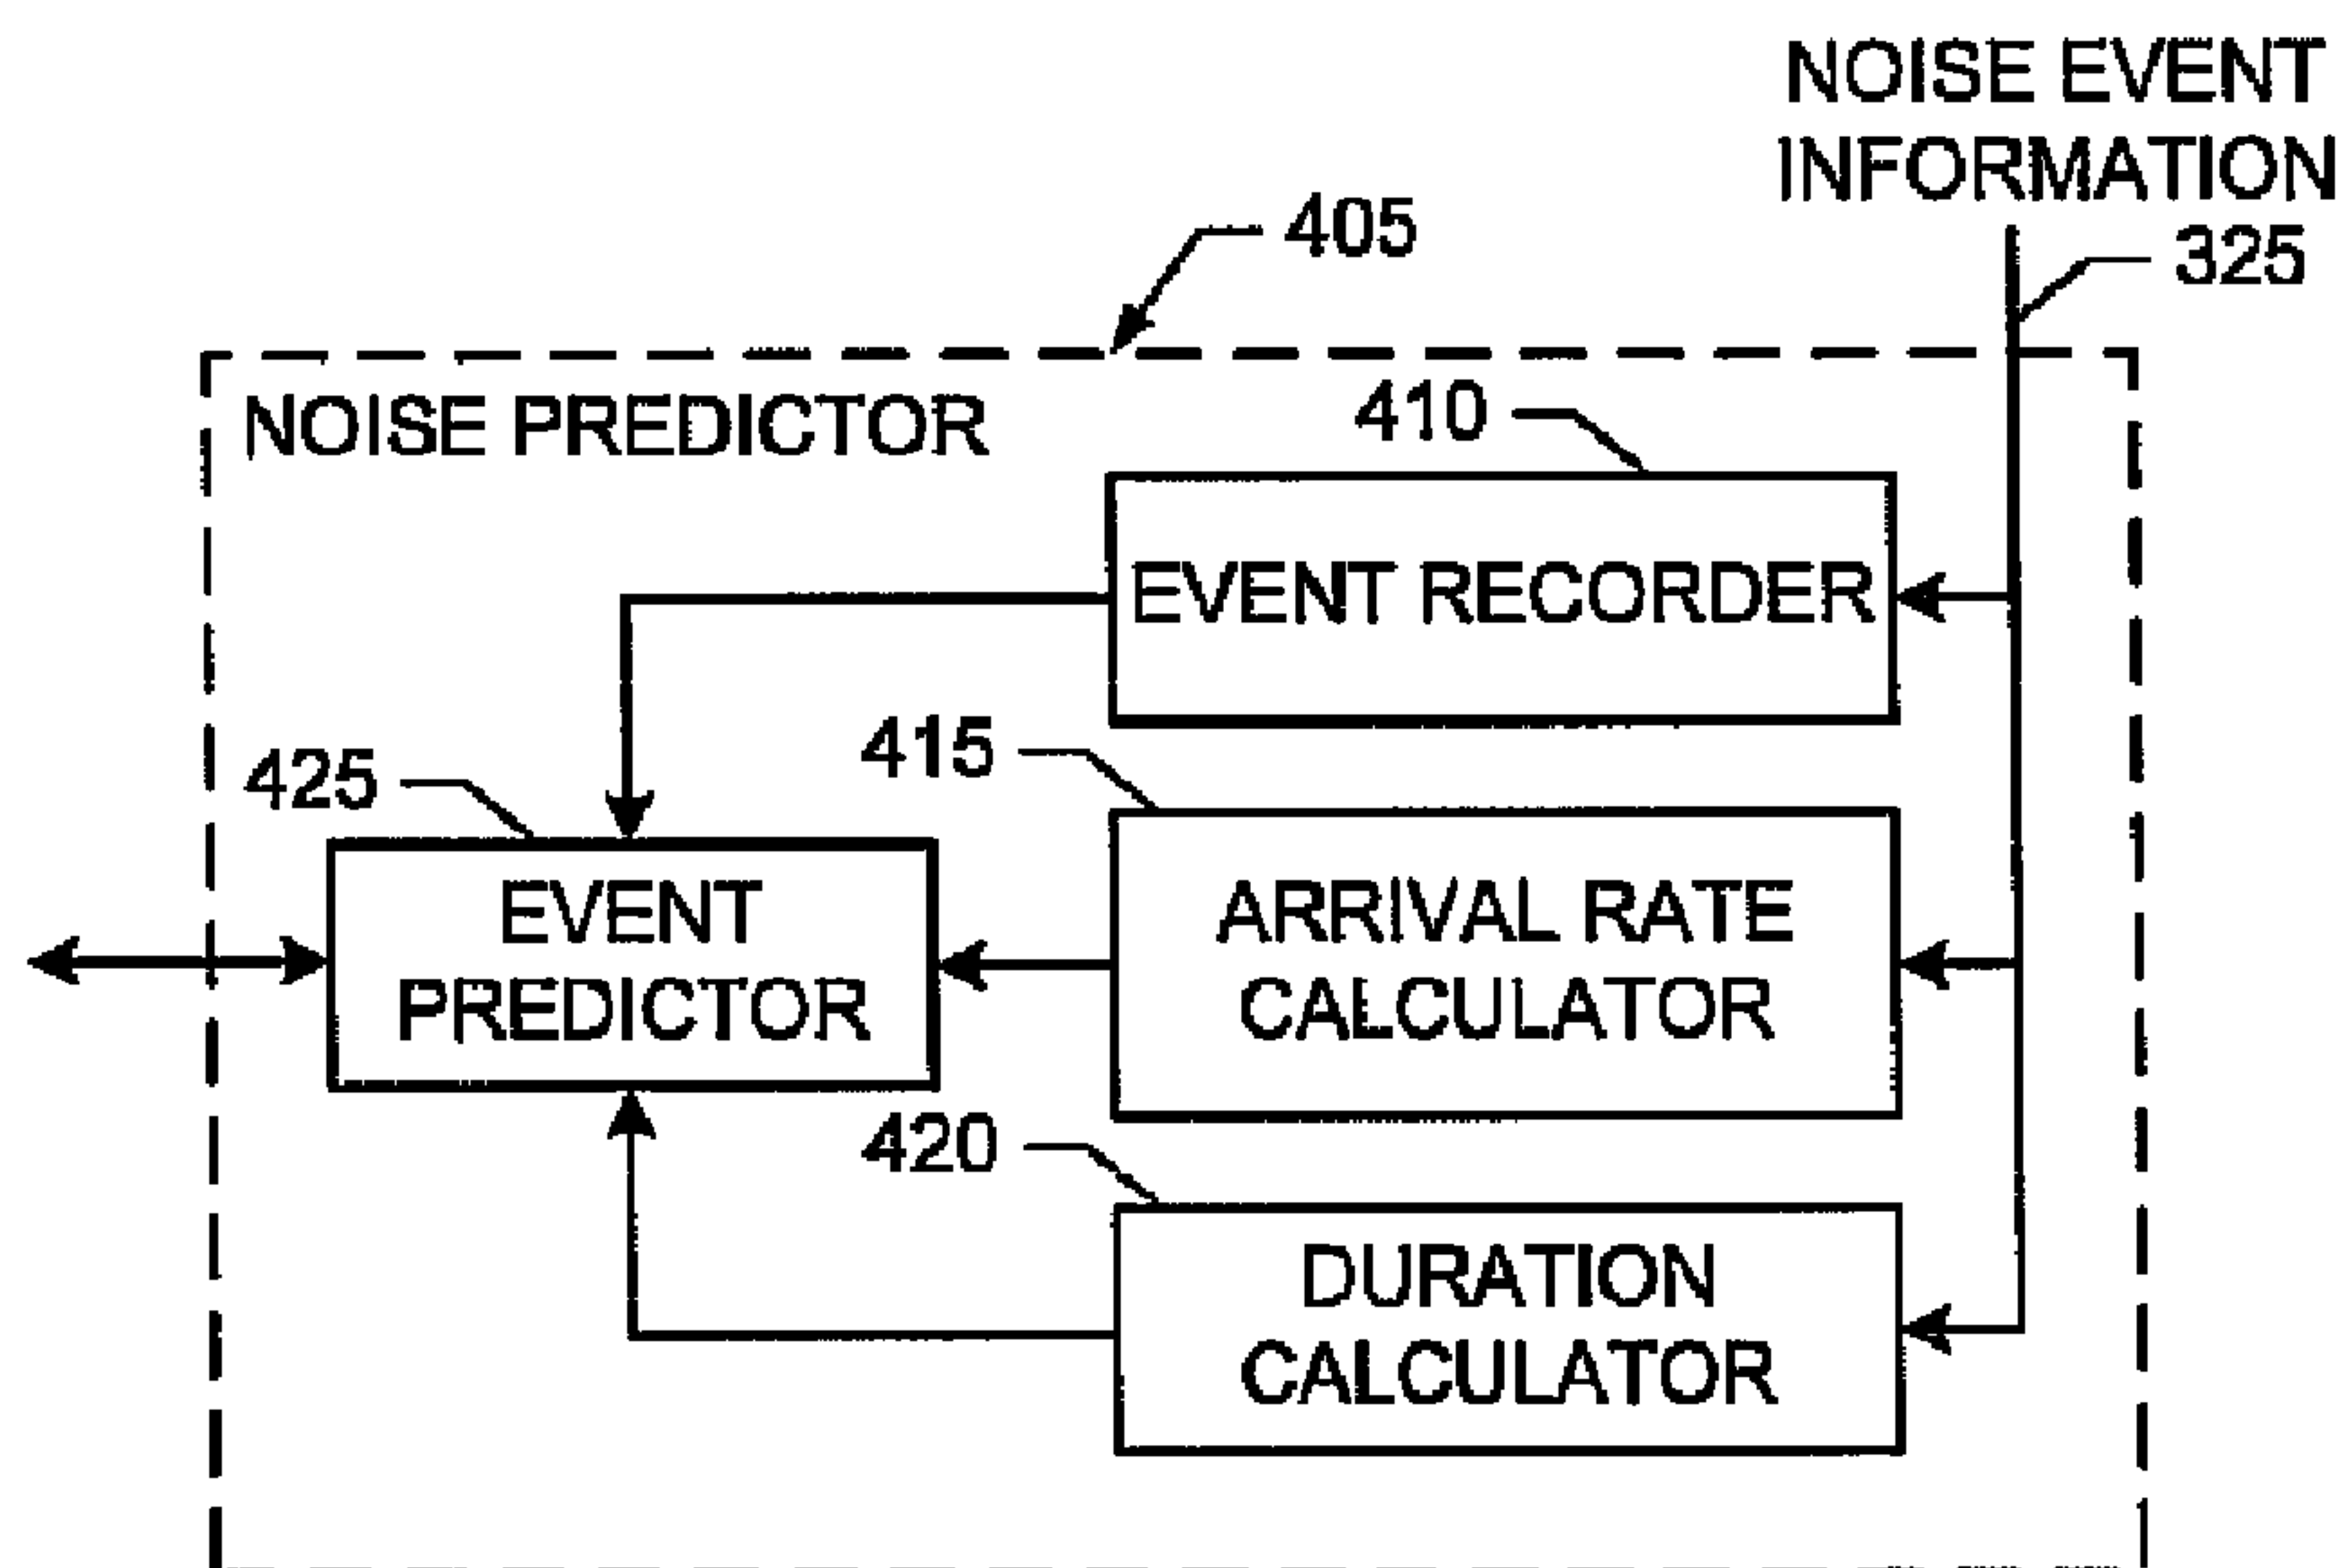 NOISE EVENT
INFORMATION
405
325
NOISE PREDICTOR
410
EVENT RECORDER
415
425
EVENT
PREDICTOR
ARRIVAL RATE
CALCULATOR
420
DURATION
CALCULATOR